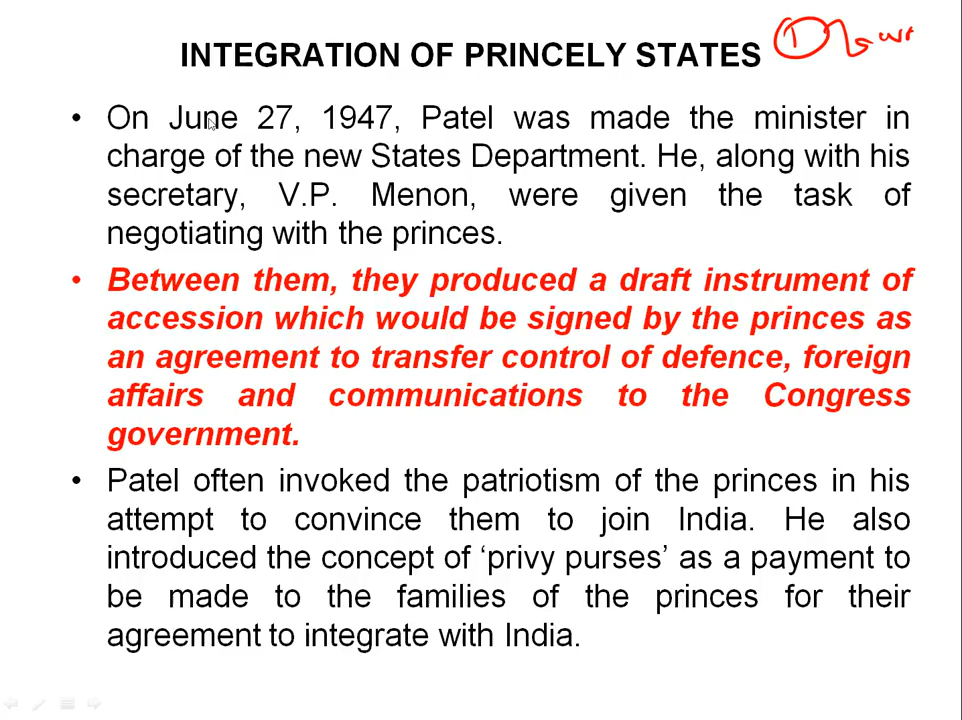 INTEGRATION OF PRINCELY STATES
• On June 27, 1947, Patel was made the minister in
charge of the new States Department. He, along with his
secretary, V.P. Menon, were given the task of
negotiating with the princes.
• Between them, they produced a draft instrument of
accession which would be signed by the princes as
an agreement to transfer control of defence, foreign
affairs and communications to the Congress
government.
• Patel often invoked the patriotism of the princes in his
attempt to convince them to join India. He also
introduced the concept of ‘privy purses’ as a payment to
be made to the families of the princes for their
agreement to integrate with India.